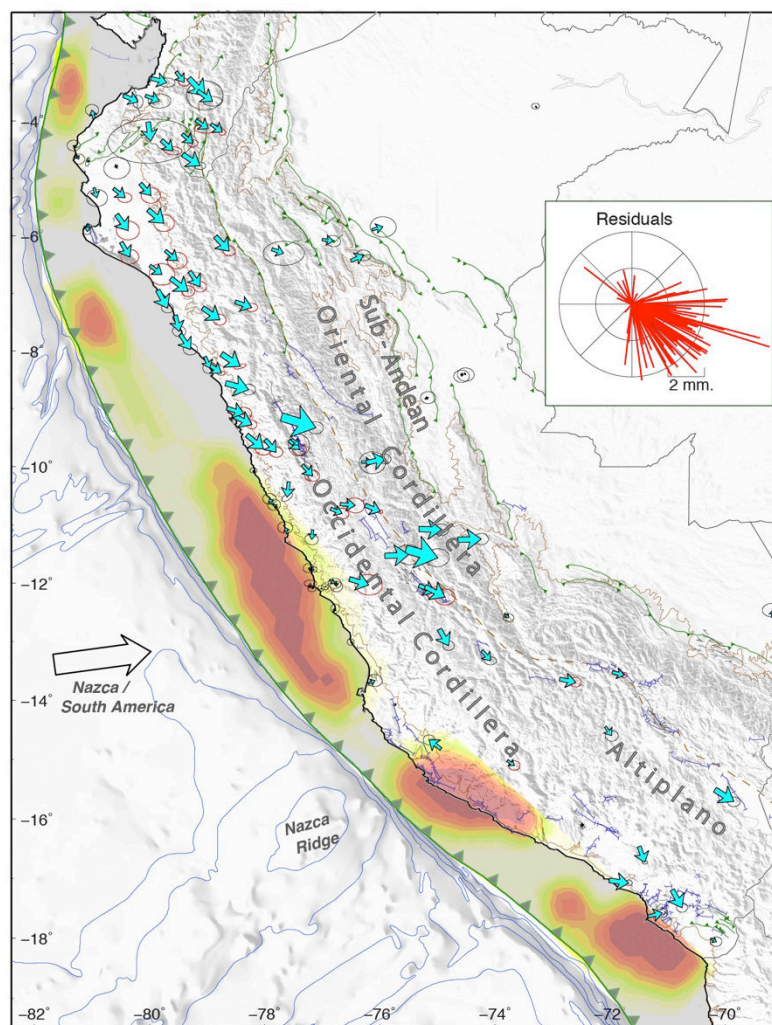 −4°
−6°
−8°
−10°
−12°
−14°
−16°
−18°
Residuals
2 mm.
Sub-Andean
Oriental Cordillera
Occidental Cordillera
Altiplano
Nazca /
South America
Nazca
Ridge
−82°
−80°
−78°
−76°
−74°
−72°
−70°